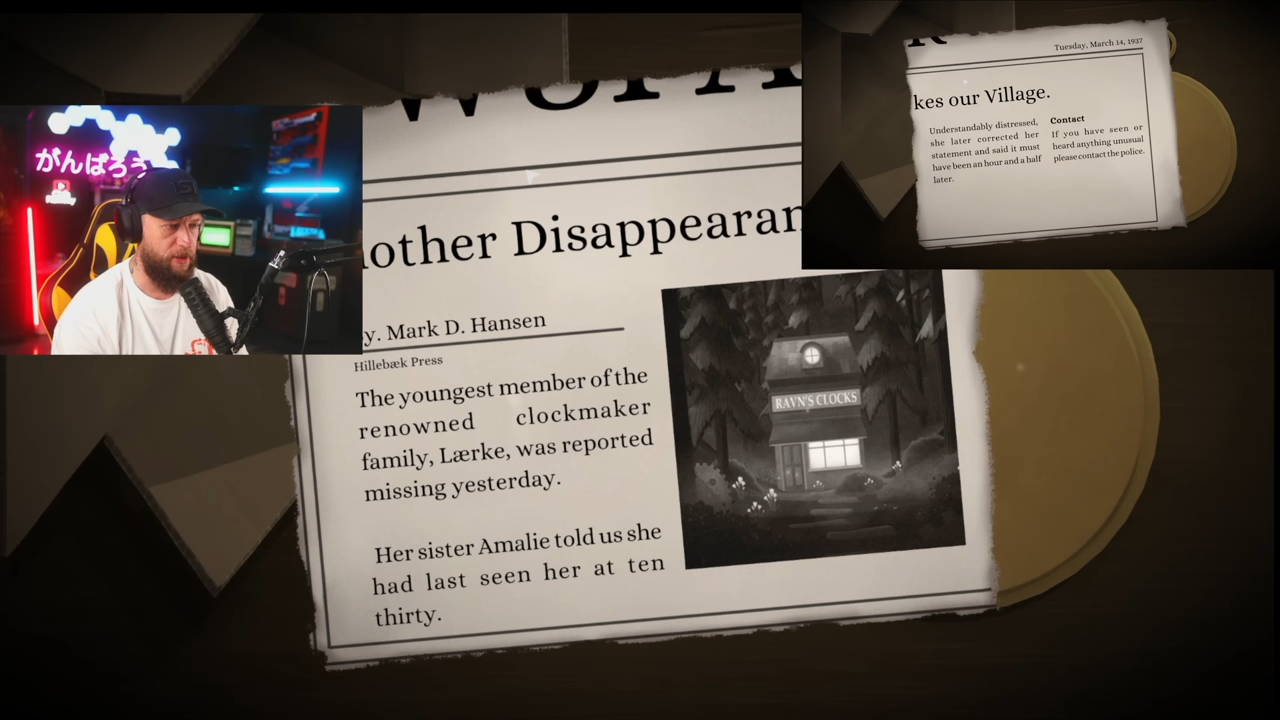 がんばろう
other Disappearan
y. Mark D. Hansen
Hillebæk Press
The youngest member of the
renowned clockmaker
family, Lærke, was reported
missing yesterday.
Her sister Amalie told us she
had last seen her at ten
thirty.
RAVN'S CLOCKS
Tuesday, March 14, 1937
kes our Village.
Understandably distressed,
she later corrected her
statement and said it must
have been an hour and a half
later.
Contact
If you have seen or
heard anything unusual
please contact the police.